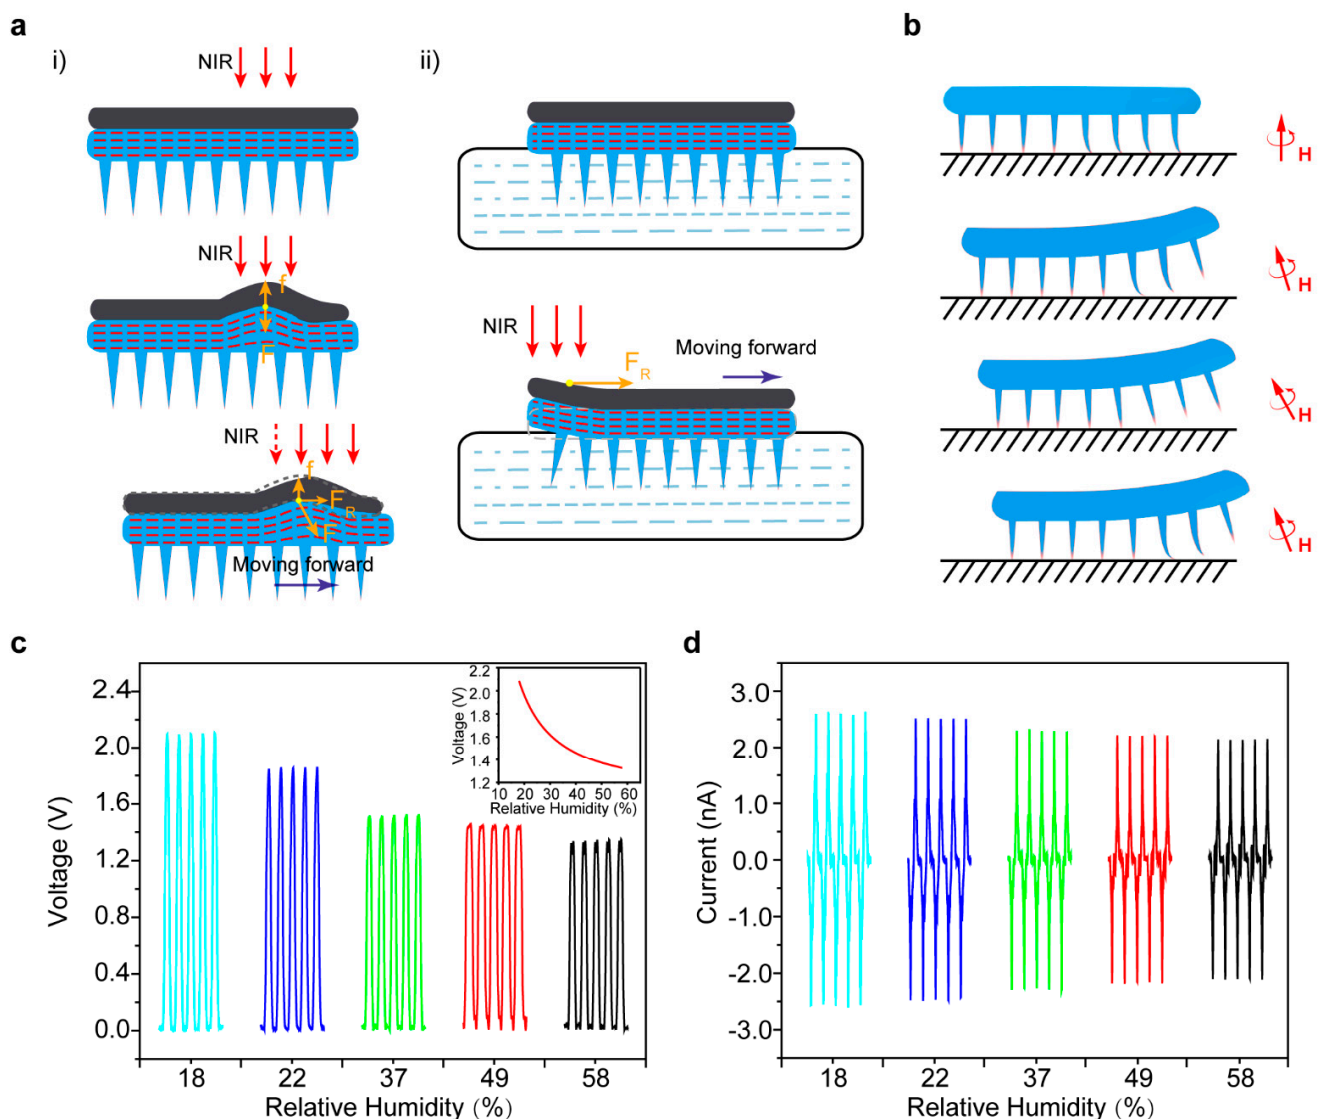 a
b
i)
NIR
ii)
H
NIR
f
F
H
NIR
F R
Moving forward
H
NIR
f
F R
F
Moving forward
H
c
d
2.4
2.0
1.6
1.2
0.8
0.4
0.0
Voltage (V)
2.2
2.0
1.8
1.6
1.4
1.2
Voltage (V)
10 20 30 40 50 60
Relative Humidity (%)
18 22 37 49 58
Relative Humidity (%)
3.0
2.0
1.0
0.0
-1.0
-2.0
-3.0
Current (nA)
18 22 37 49 58
Relative Humidity (%)